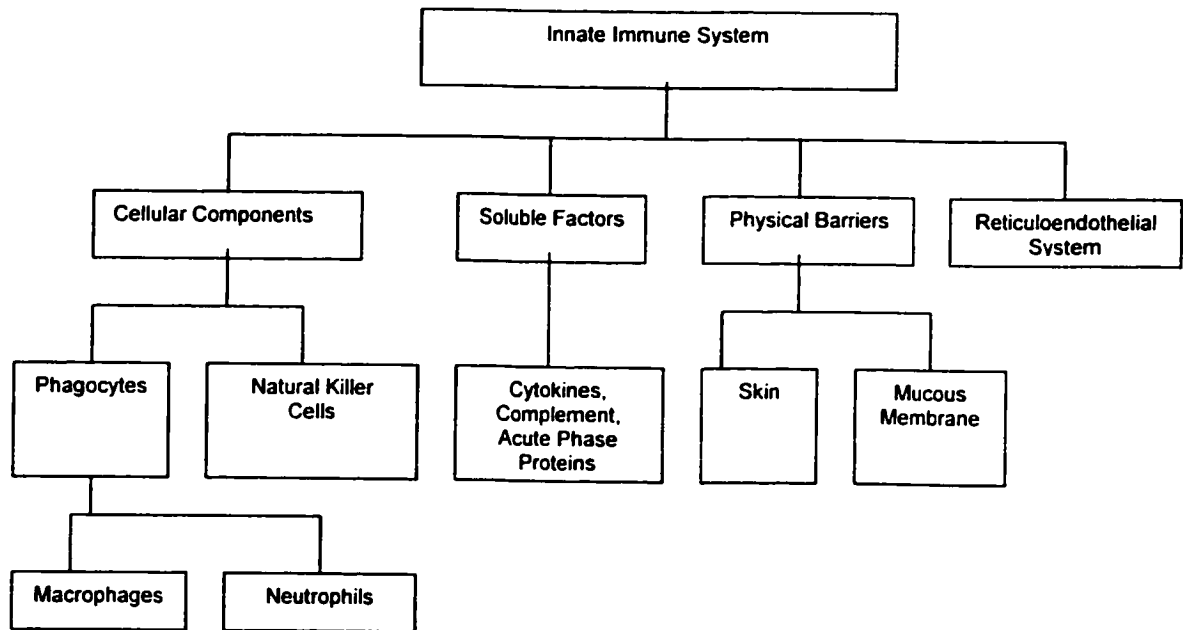 Innate Immune System
Cellular Components
Soluble Factors
Physical Barriers
Reticuloendothelial
System
Phagocytes
Natural Killer
Cells
Cytokines,
Complement,
Acute Phase
Proteins
Skin
Mucous
Membrane
Macrophages
Neutrophils